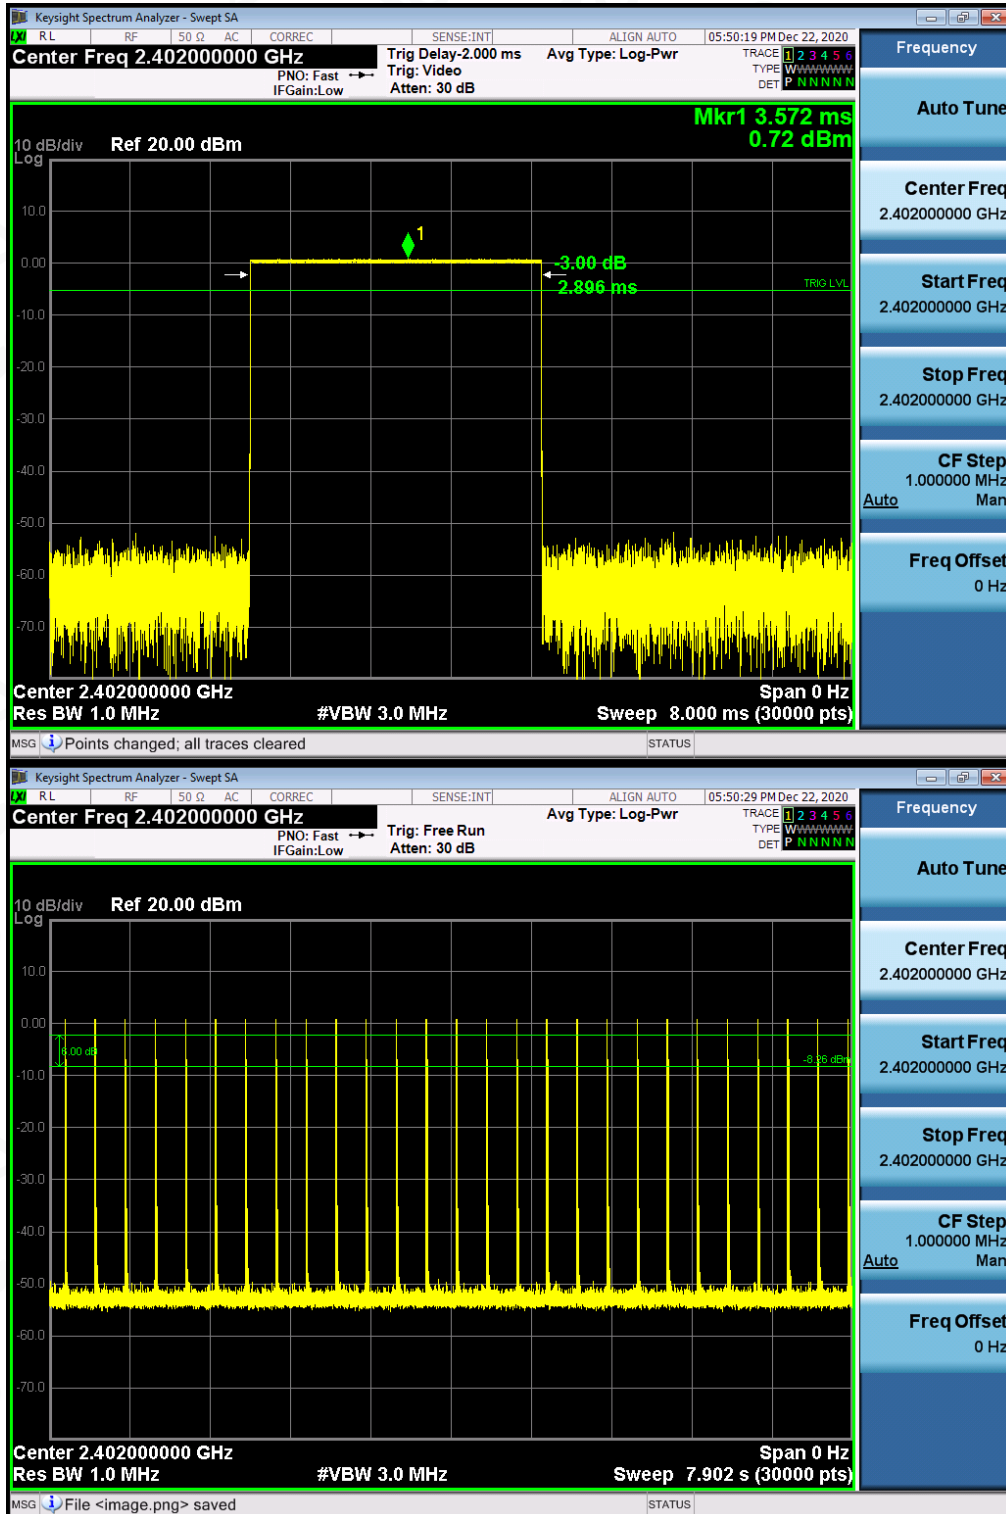 Keysight Spectrum Analyzer - Swept SA
LXI RL RF 50 Ω AC CORREC SENSE:INT ALIGN AUTO 05:50:19 PM Dec 22, 2020
Center Freq 2.402000000 GHz
PNO: Fast
IFGain:Low
Trig Delay-2.000 ms
Trig: Video
Atten: 30 dB
Avg Type: Log-Pwr
TRACE 1 2 3 4 5 6
TYPE WWWWWW
DET P N N N N N
Mkr1 3.572 ms
0.72 dBm
10 dB/div Ref 20.00 dBm
Log
10.0
0.00
-10.0
-20.0
-30.0
-40.0
-50.0
-60.0
-70.0
1
-3.00 dB
2.896 ms
TRIG LVL
Center 2.402000000 GHz Span 0 Hz
Res BW 1.0 MHz #VBW 3.0 MHz Sweep 8.000 ms (30000 pts)
MSG Points changed; all traces cleared STATUS
Frequency
Auto Tune
Center Freq
2.402000000 GHz
Start Freq
2.402000000 GHz
Stop Freq
2.402000000 GHz
CF Step
1.000000 MHz
Auto Man
Freq Offset
0 Hz
Keysight Spectrum Analyzer - Swept SA
LXI RL RF 50 Ω AC CORREC SENSE:INT ALIGN AUTO 05:50:29 PM Dec 22, 2020
Center Freq 2.402000000 GHz
PNO: Fast
IFGain:Low
Trig: Free Run
Atten: 30 dB
Avg Type: Log-Pwr
TRACE 1 2 3 4 5 6
TYPE WWWWWW
DET P N N N N N
10 dB/div Ref 20.00 dBm
Log
10.0
0.00
-10.0
-20.0
-30.0
-40.0
-50.0
-60.0
-70.0
6.00 dB
-8.26 dBm
Center 2.402000000 GHz Span 0 Hz
Res BW 1.0 MHz #VBW 3.0 MHz Sweep 7.902 s (30000 pts)
MSG File <image.png> saved STATUS
Frequency
Auto Tune
Center Freq
2.402000000 GHz
Start Freq
2.402000000 GHz
Stop Freq
2.402000000 GHz
CF Step
1.000000 MHz
Auto Man
Freq Offset
0 Hz